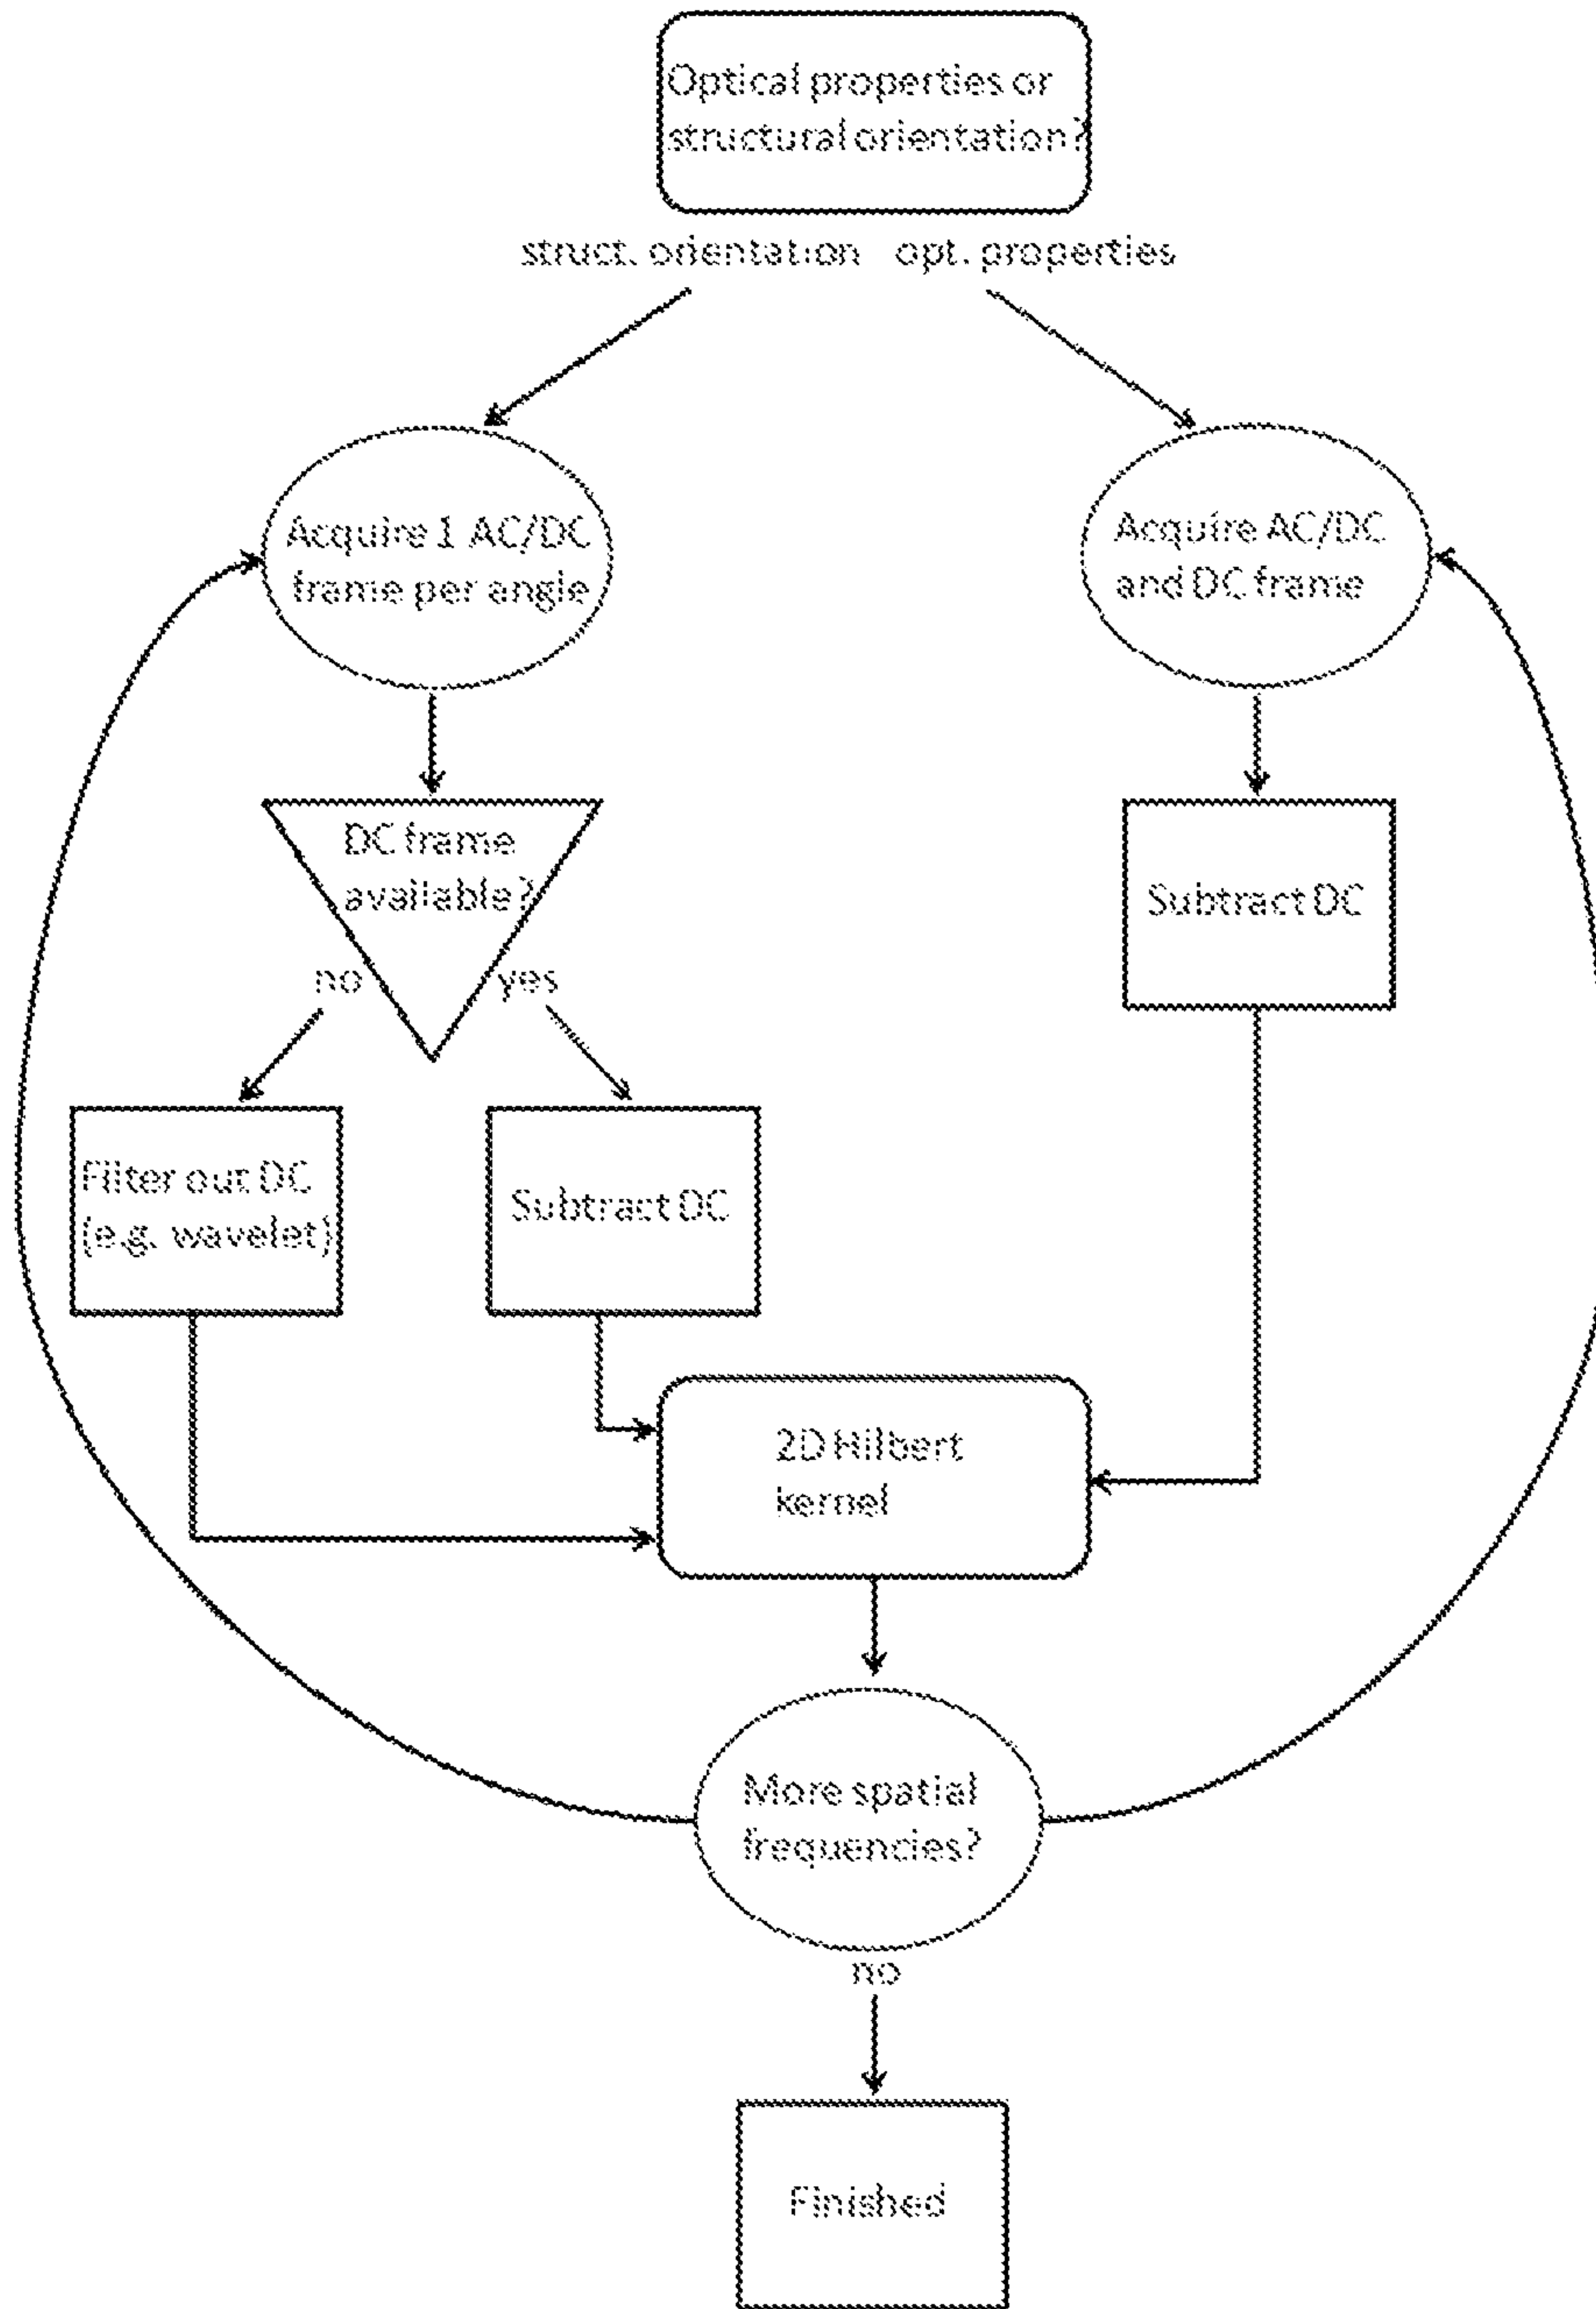 Optical properties or
structural orientation?
struct. orientation opt. properties
Acquire 1 AC/DC
frame per angle
Acquire AC/DC
and DC frame
DC frame
available?
Subtract DC
no yes
Filter out DC
(e.g. wavelet)
Subtract DC
2D Hilbert
kernel
More spatial
frequencies?
no
Finished